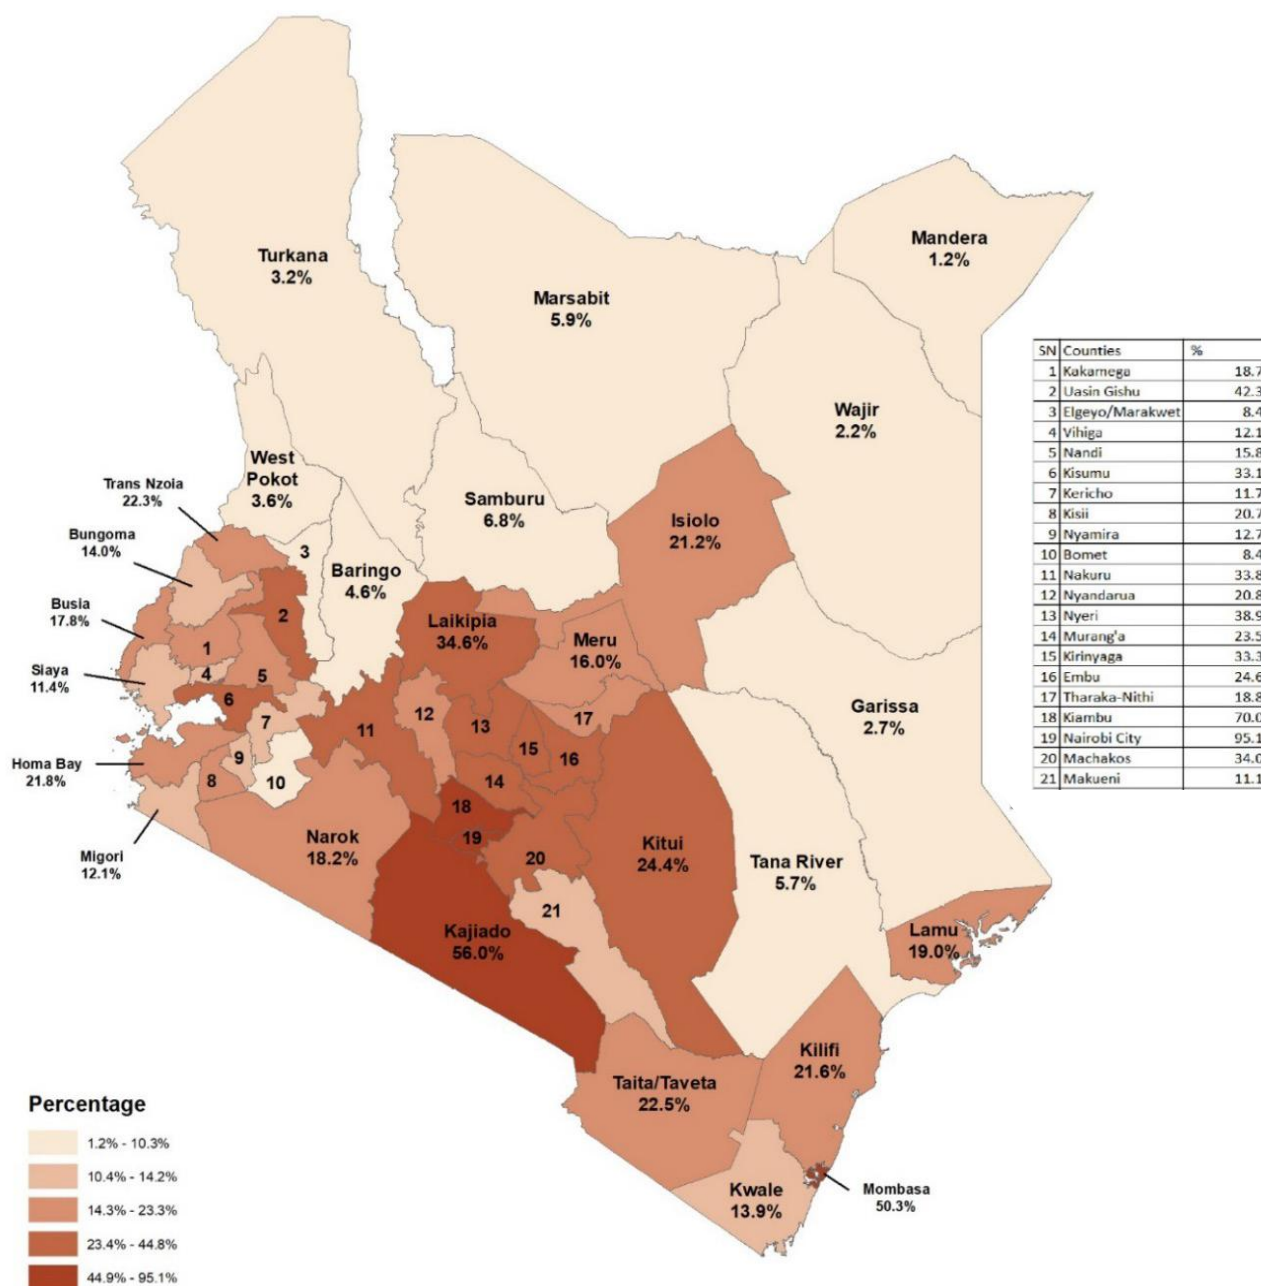 Turkana
3.2%
Marsabit
5.9%
Mandera
1.2%
Wajir
2.2%
West
Pokot
3.6%
Samburu
6.8%
Isiolo
21.2%
Trans Nzoia
22.3%
Bungoma
14.0%
Busia
17.8%
Siaya
11.4%
Homa Bay
21.8%
Migori
12.1%
Baringo
4.6%
Laikipia
34.6%
Meru
16.0%
Garissa
2.7%
Narok
18.2%
Kitui
24.4%
Tana River
5.7%
Kajiado
56.0%
Lamu
19.0%
Kilifi
21.6%
Taita/Taveta
22.5%
Kwale
13.9%
Mombasa
50.3%
1
2
3
4
5
6
7
8
9
10
11
12
13
14
15
16
17
18
19
20
21
SN Counties %
1 Kakamega 18.7
2 Uasin Gishu 42.3
3 Elgeyo/Marakwet 8.4
4 Vihiga 12.1
5 Nandi 15.8
6 Kisumu 33.1
7 Kericho 11.7
8 Kisii 20.7
9 Nyamira 12.7
10 Bomet 8.4
11 Nakuru 33.8
12 Nyandarua 20.8
13 Nyeri 38.9
14 Murang'a 23.5
15 Kirinyaga 33.3
16 Embu 24.6
17 Tharaka-Nithi 18.8
18 Kiambu 70.0
19 Nairobi City 95.1
20 Machakos 34.0
21 Makueni 11.1
Percentage
1.2% - 10.3%
10.4% - 14.2%
14.3% - 23.3%
23.4% - 44.8%
44.9% - 95.1%